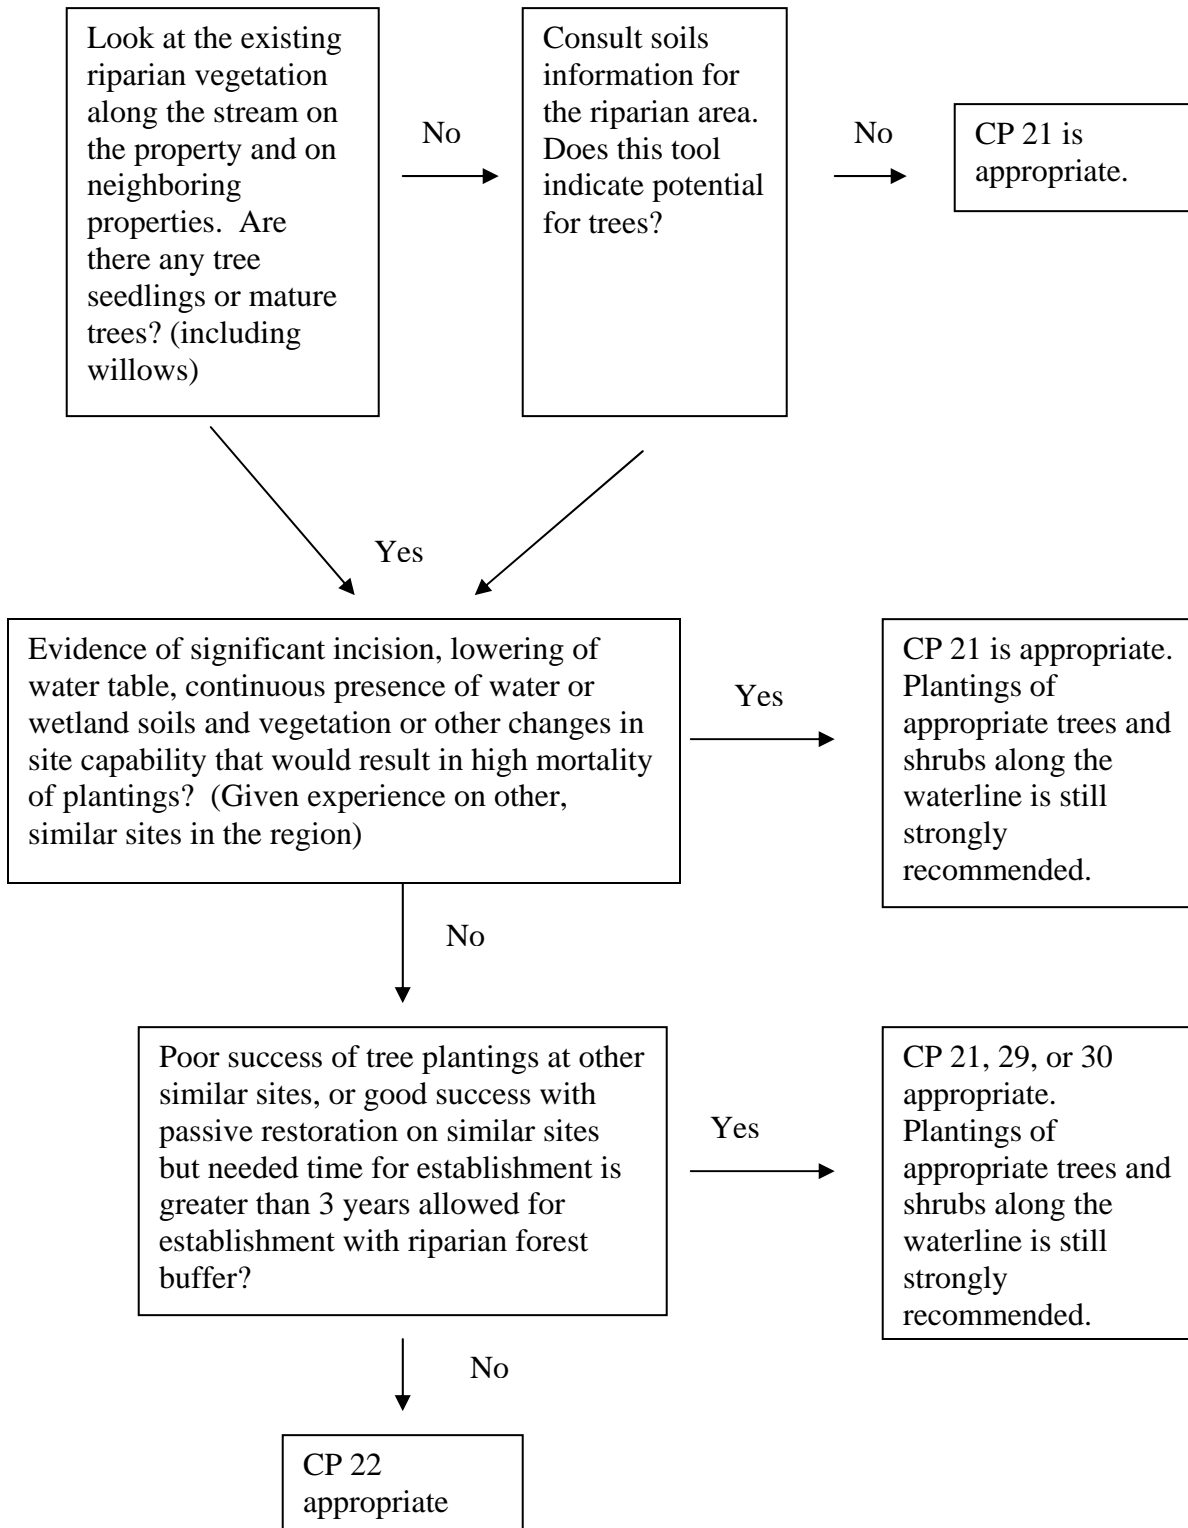 Look at the existing
riparian vegetation
along the stream on
the property and on
neighboring
properties.  Are
there any tree
seedlings or mature
trees? (including
willows)
No
Consult soils
information for
the riparian area.
Does this tool
indicate potential
for trees?
No
CP 21 is
appropriate.
Yes
Evidence of significant incision, lowering of
water table, continuous presence of water or
wetland soils and vegetation or other changes in
site capability that would result in high mortality
of plantings?  (Given experience on other,
similar sites in the region)
Yes
CP 21 is appropriate.
Plantings of
appropriate trees and
shrubs along the
waterline is still
strongly
recommended.
No
Poor success of tree plantings at other
similar sites, or good success with
passive restoration on similar sites
but needed time for establishment is
greater than 3 years allowed for
establishment with riparian forest
buffer?
Yes
CP 21, 29, or 30
appropriate.
Plantings of
appropriate trees and
shrubs along the
waterline is still
strongly
recommended.
No
CP 22
appropriate